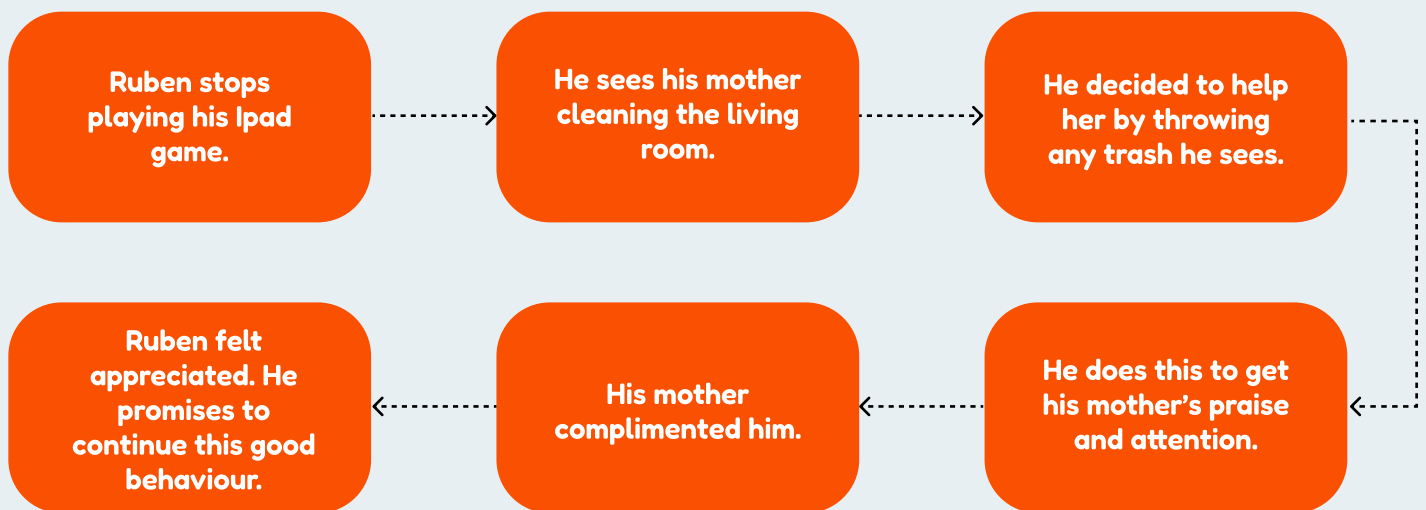 Ruben stops
playing his Ipad
game.
He sees his mother
cleaning the living
room.
He decided to help
her by throwing
any trash he sees.
He does this to get
his mother’s praise
and attention.
His mother
complimented him.
Ruben felt
appreciated. He
promises to
continue this good
behaviour.